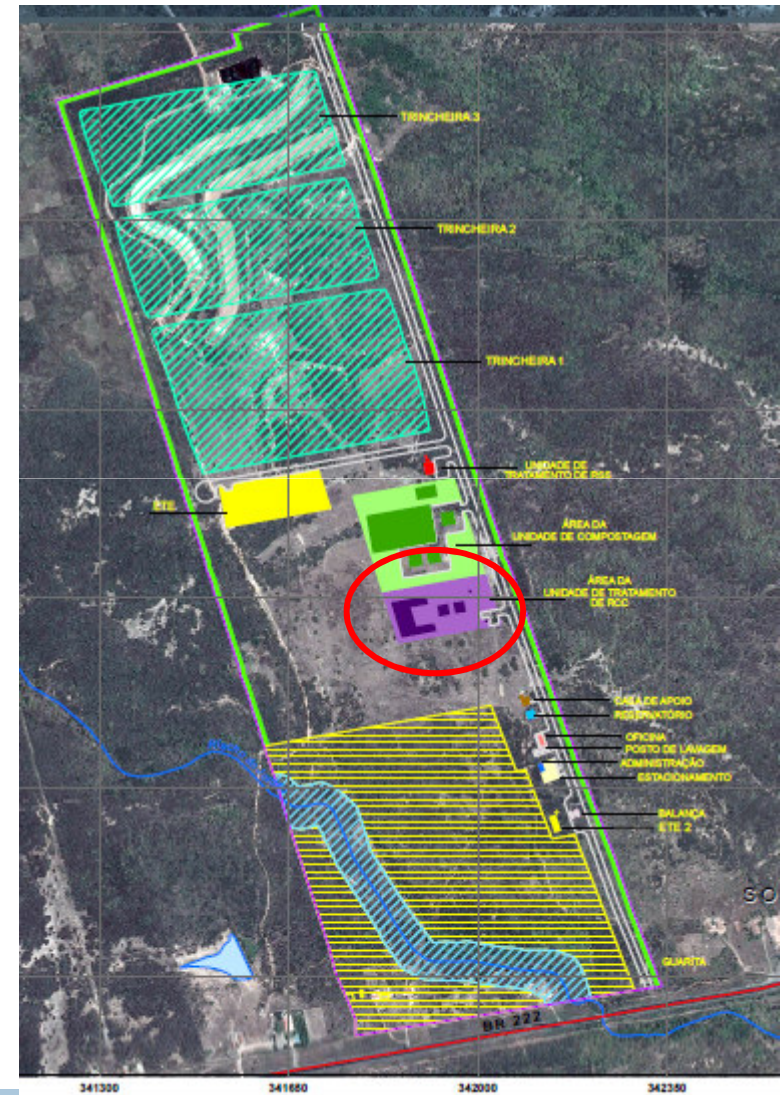 TRINCHEIRA 3
TRINCHEIRA 2
TRINCHEIRA 1
UNIDADE DE
TRATAMENTO DE RSS
ETE
ÁREA DA
UNIDADE DE COMPOSTAGEM
ÁREA DA
UNIDADE DE TRATAMENTO
DE RCC
CASA DE APOIO
RESERVATÓRIO
OFICINA
POSTO DE LAVAGEM
ADMINISTRAÇÃO
ESTACIONAMENTO
BALANÇA
ETE 2
SO
GUARITA
BR 222
341300
341650
342000
342350